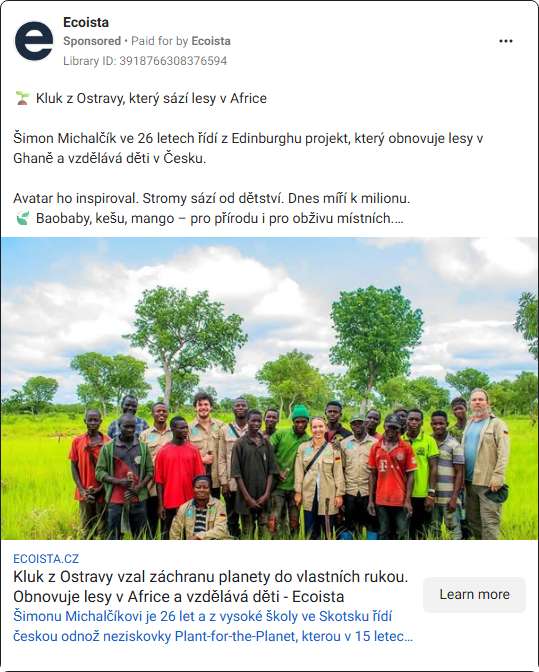 Ecoista
Sponsored • Paid for by Ecoista
Library ID: 3918766308376594
🌱 Kluk z Ostravy, který sází lesy v Africe
Šimon Michalčík ve 26 letech řídí z Edinburghu projekt, který obnovuje lesy v
Ghaně a vzdělává děti v Česku.
Avatar ho inspiroval. Stromy sází od dětství. Dnes míří k milionu.
🌿 Baobaby, kešu, mango – pro přírodu i pro obživu místních....
ECOISTA.CZ
Kluk z Ostravy vzal záchranu planety do vlastních rukou.
Obnovuje lesy v Africe a vzdělává děti - Ecoista
Learn more
Šimonu Michalčíkovi je 26 let a z vysoké školy ve Skotsku řídí
českou odnož neziskovky Plant-for-the-Planet, kterou v 15 letec...